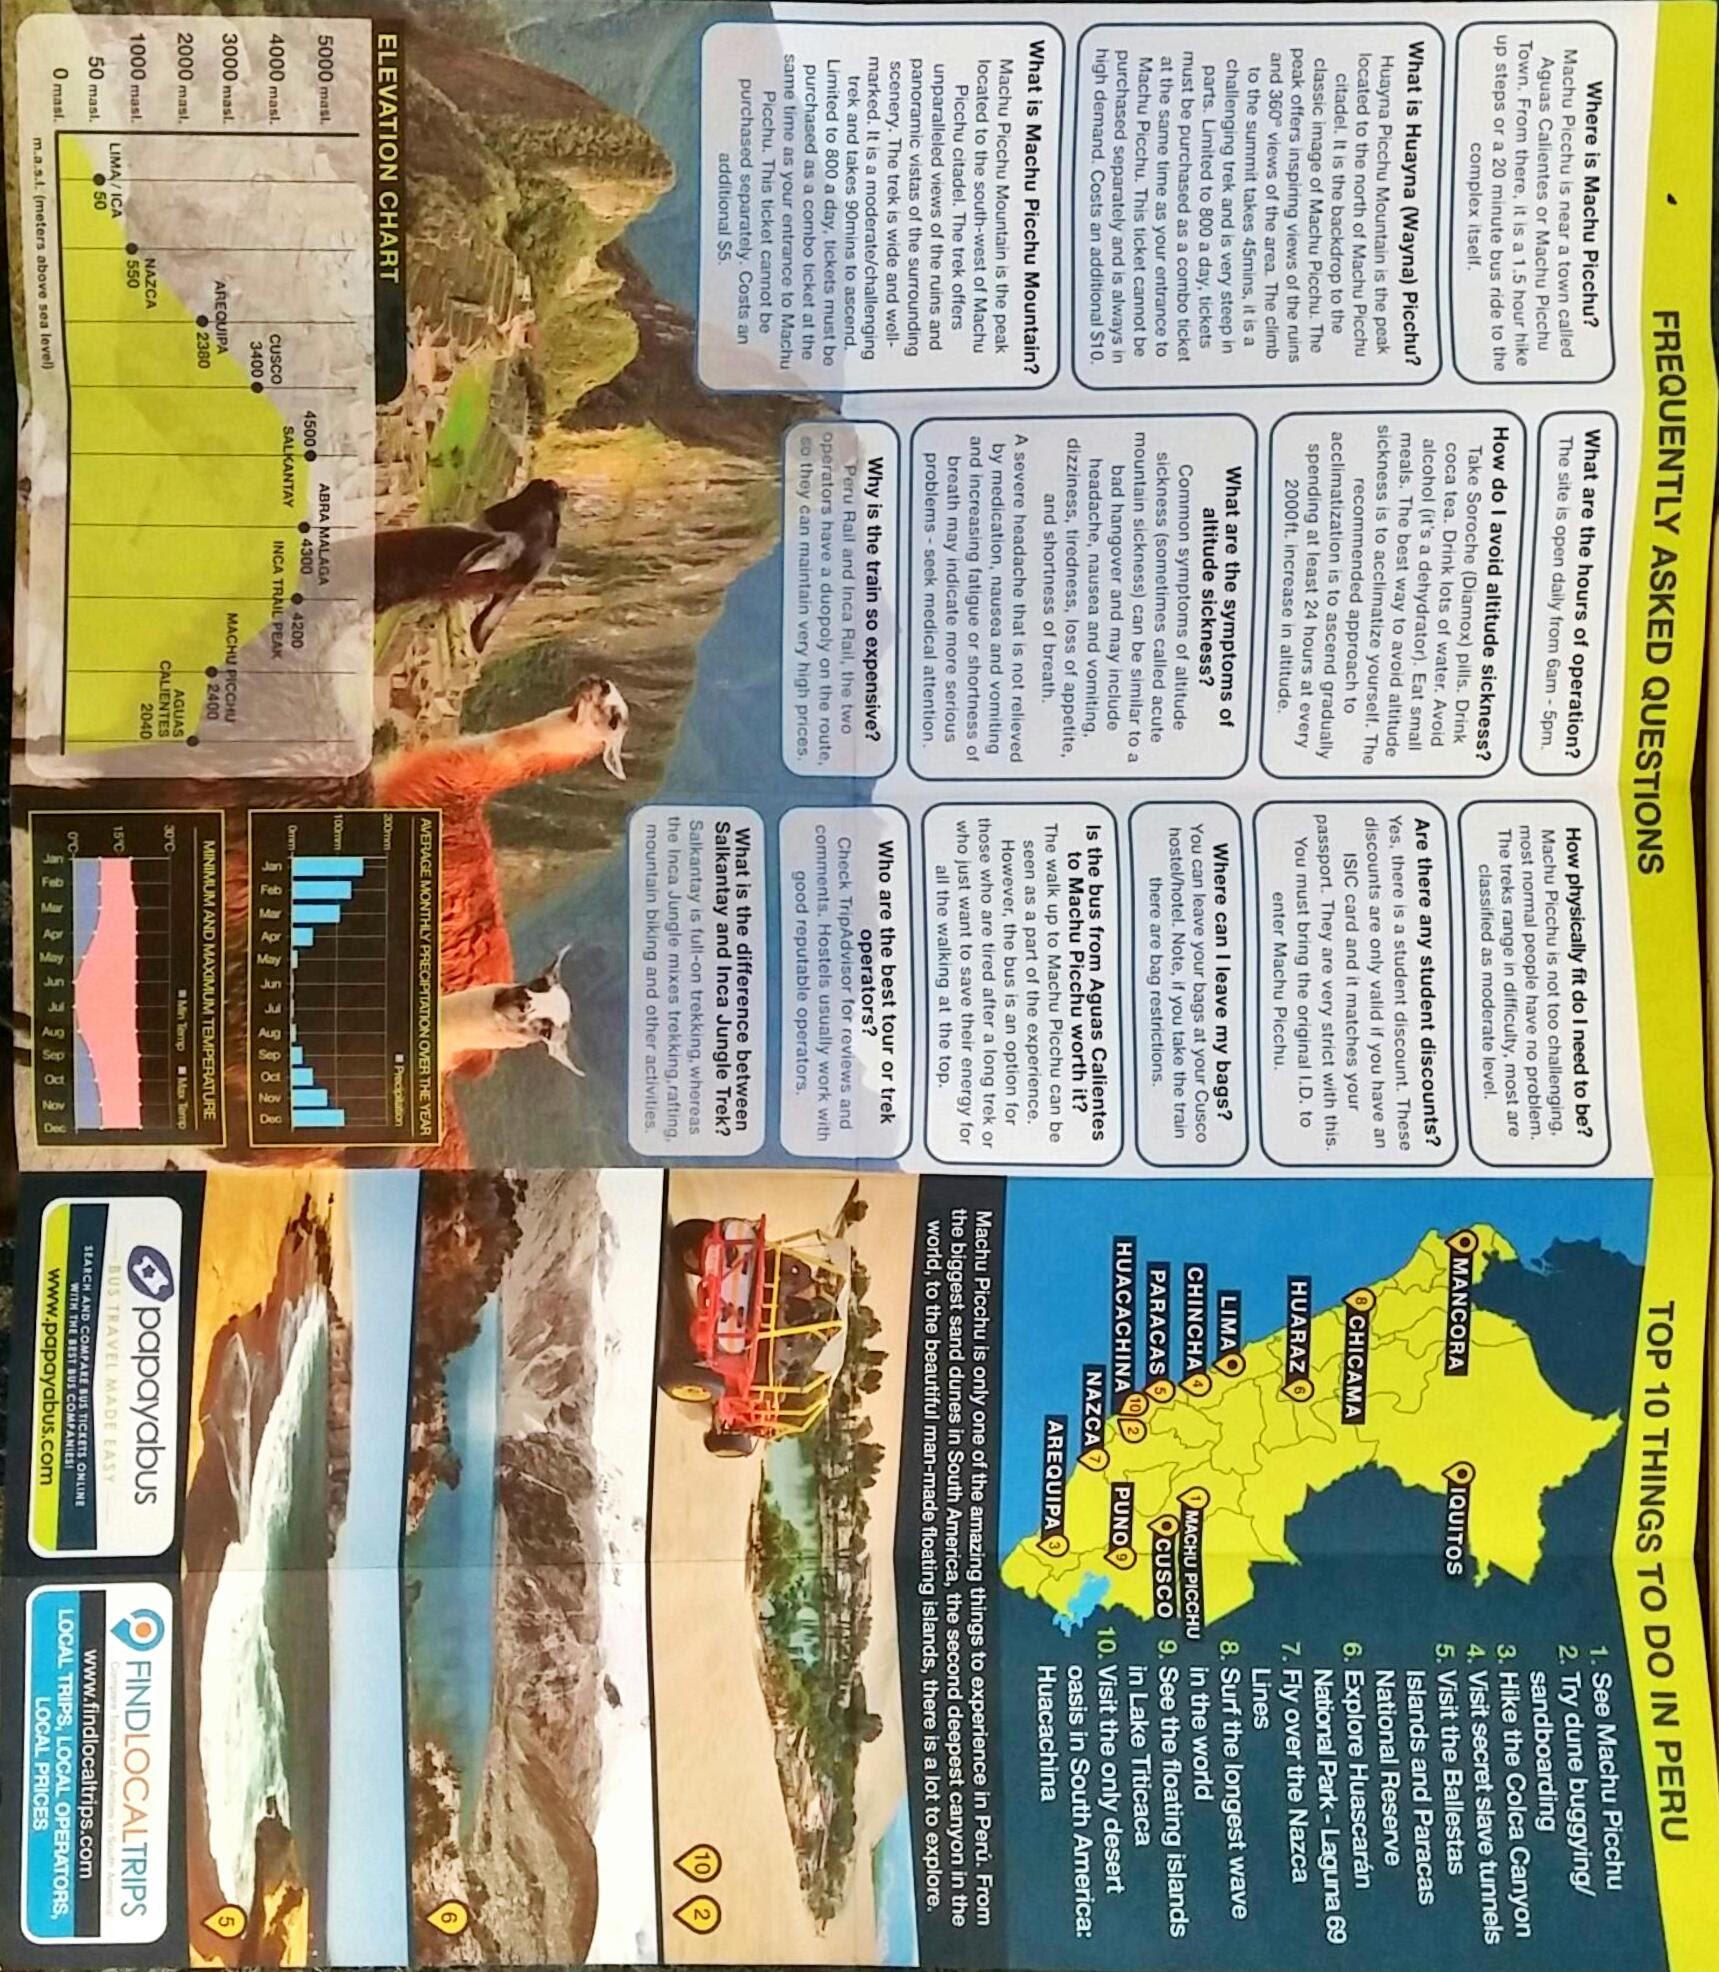 FREQUENTLY ASKED QUESTIONS
Where is Machu Picchu?
Machu Picchu is near a town called
Aguas Calientes or Machu Picchu
Town. From there, it is a 1.5 hour hike
up steps or a 20 minute bus ride to the
complex itself.
What is Huayna (Wayna) Picchu?
Huayna Picchu Mountain is the peak
located to the north of Machu Picchu
citadel. It is the backdrop to the
classic image of Machu Picchu. The
peak offers inspiring views of the ruins
and 360º views of the area. The climb
to the summit takes 45mins, it is a
challenging trek and is very steep in
parts. Limited to 800 a day, tickets
must be purchased as a combo ticket
at the same time as your entrance to
Machu Picchu. This ticket cannot be
purchased separately and is always in
high demand. Costs an additional $10.
What is Machu Picchu Mountain?
Machu Picchu Mountain is the peak
located to the south-west of Machu
Picchu citadel. The trek offers
unparalleled views of the ruins and
panoramic vistas of the surrounding
scenery. The trek is wide and well-
marked. It is a moderate/challenging
trek and takes 90mins to ascend.
Limited to 800 a day, tickets must be
purchased as a combo ticket at the
same time as your entrance to Machu
Picchu. This ticket cannot be
purchased separately. Costs an
additional $5.
What are the hours of operation?
The site is open daily from 6am - 5pm.
How do I avoid altitude sickness?
Take Soroche (Diamox) pills. Drink
coca tea. Drink lots of water. Avoid
alcohol (it's a dehydrator). Eat small
meals. The best way to avoid altitude
sickness is to acclimatize yourself. The
recommended approach to
acclimatization is to ascend gradually
spending at least 24 hours at every
2000ft. increase in altitude.
What are the symptoms of
altitude sickness?
Common symptoms of altitude
sickness (sometimes called acute
mountain sickness) can be similar to a
bad hangover and may include
headache, nausea and vomiting,
dizziness, tiredness, loss of appetite,
and shortness of breath.
A severe headache that is not relieved
by medication, nausea and vomiting
and increasing fatigue or shortness of
breath may indicate more serious
problems - seek medical attention.
Why is the train so expensive?
Peru Rail and Inca Rail, the two
operators have a duopoly on the route,
so they can maintain very high prices.
How physically fit do I need to be?
Machu Picchu is not too challenging,
most normal people have no problem.
The treks range in difficulty, most are
classified as moderate level.
Are there any student discounts?
Yes, there is a student discount. These
discounts are only valid if you have an
ISIC card and it matches your
passport. They are very strict with this.
You must bring the original I.D. to
enter Machu Picchu.
Where can I leave my bags?
You can leave your bags at your Cusco
hostel/hotel. Note, if you take the train
there are bag restrictions.
Is the bus from Aguas Calientes
to Machu Picchu worth it?
The walk up to Machu Picchu can be
seen as a part of the experience.
However, the bus is an option for
those who are tired after a long trek or
who just want to save their energy for
all the walking at the top.
Who are the best tour or trek
operators?
Check TripAdvisor for reviews and
comments. Hostels usually work with
good reputable operators.
What is the difference between
Salkantay and Inca Jungle Trek?
Salkantay is full-on trekking, whereas
the Inca Jungle mixes trekking, rafting,
mountain biking and other activities.
ELEVATION CHART
5000 masl.
4000 masl.
3000 masl.
2000 masl.
1000 masl.
50 masl.
0 masl.
LIMA / ICA
50
NAZCA
550
AREQUIPA
2380
CUSCO
3400
4500
SALKANTAY
ABRA MALAGA
4300
4200
INCA TRAIL PEAK
MACHU PICCHU
2400
AGUAS
CALIENTES
2040
m.a.s.l. (meters above sea level)
AVERAGE MONTHLY PRECIPITATION OVER THE YEAR
Precipitation
200mm
100mm
0mm
Jan Feb Mar Apr May Jun Jul Aug Sep Oct Nov Dec
MINIMUM AND MAXIMUM TEMPERATURE
Min Temp Max Temp
30ºC
15ºC
0ºC
Jan Feb Mar Apr May Jun Jul Aug Sep Oct Nov Dec
TOP 10 THINGS TO DO IN PERU
MANCORA
IQUITOS
8 CHICAMA
HUARAZ 6
LIMA
CHINCHA 4
1 MACHU PICCHU
CUSCO
PARACAS 5
HUACACHINA 10 2
PUNO 9
NAZCA 7
AREQUIPA 3
1. See Machu Picchu
2. Try dune buggying/
sandboarding
3. Hike the Colca Canyon
4. Visit secret slave tunnels
5. Visit the Ballestas
Islands and Paracas
National Reserve
6. Explore Huascarán
National Park - Laguna 69
7. Fly over the Nazca
Lines
8. Surf the longest wave
in the world
9. See the floating islands
in Lake Titicaca
10. Visit the only desert
oasis in South America:
Huacachina
Machu Picchu is only one of the amazing things to experience in Perú. From
the biggest sand dunes in South America, the second deepest canyon in the
world, to the beautiful man-made floating islands, there is a lot to explore.
10 2
6
5
papayabus
BUS TRAVEL MADE EASY
SEARCH AND COMPARE BUS TICKETS ONLINE
WITH THE BEST BUS COMPANIES!
www.papayabus.com
FINDLOCALTRIPS
Compare Tours and Activities in South America
www.findlocaltrips.com
LOCAL TRIPS, LOCAL OPERATORS,
LOCAL PRICES